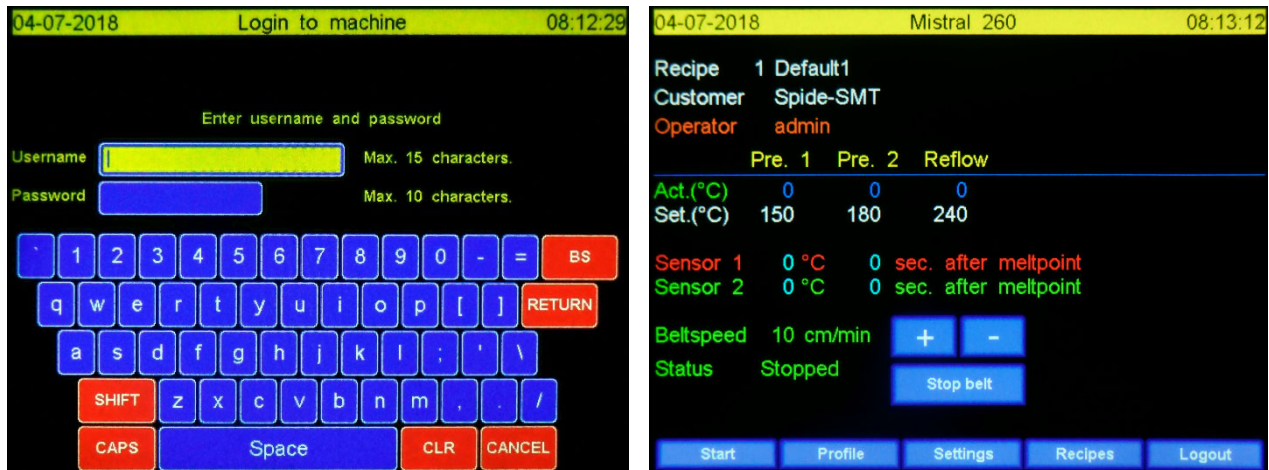 04-07-2018 Login to machine 08:12:29
Enter username and password
Username Max. 15 characters.
Password Max. 10 characters.
` 1 2 3 4 5 6 7 8 9 0 - = BS
q w e r t y u i o p [ ] RETURN
a s d f g h j k l ; ' \
SHIFT z x c v b n m , . /
CAPS Space CLR CANCEL
04-07-2018 Mistral 260 08:13:12
Recipe 1 Default1
Customer Spide-SMT
Operator admin
Pre. 1 Pre. 2 Reflow
Act.(°C) 0 0 0
Set.(°C) 150 180 240
Sensor 1 0 °C 0 sec. after meltpoint
Sensor 2 0 °C 0 sec. after meltpoint
Beltspeed 10 cm/min + -
Status Stopped Stop belt
Start Profile Settings Recipes Logout